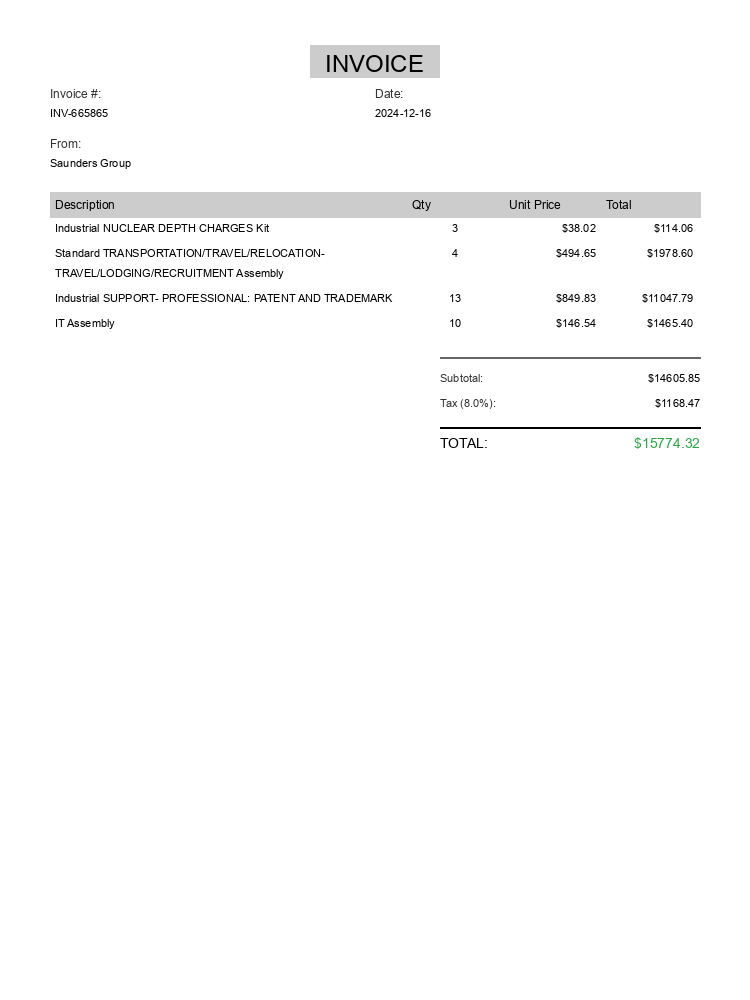 INVOICE
Invoice #: Date:
INV-665865 2024-12-16
From:
Saunders Group
Description Qty Unit Price Total
Industrial NUCLEAR DEPTH CHARGES Kit 3 $38.02 $114.06
Standard TRANSPORTATION/TRAVEL/RELOCATION- 4 $494.65 $1978.60
TRAVEL/LODGING/RECRUITMENT Assembly
Industrial SUPPORT- PROFESSIONAL: PATENT AND TRADEMARK 13 $849.83 $11047.79
IT Assembly 10 $146.54 $1465.40
Subtotal: $14605.85
Tax (8.0%): $1168.47
TOTAL: $15774.32